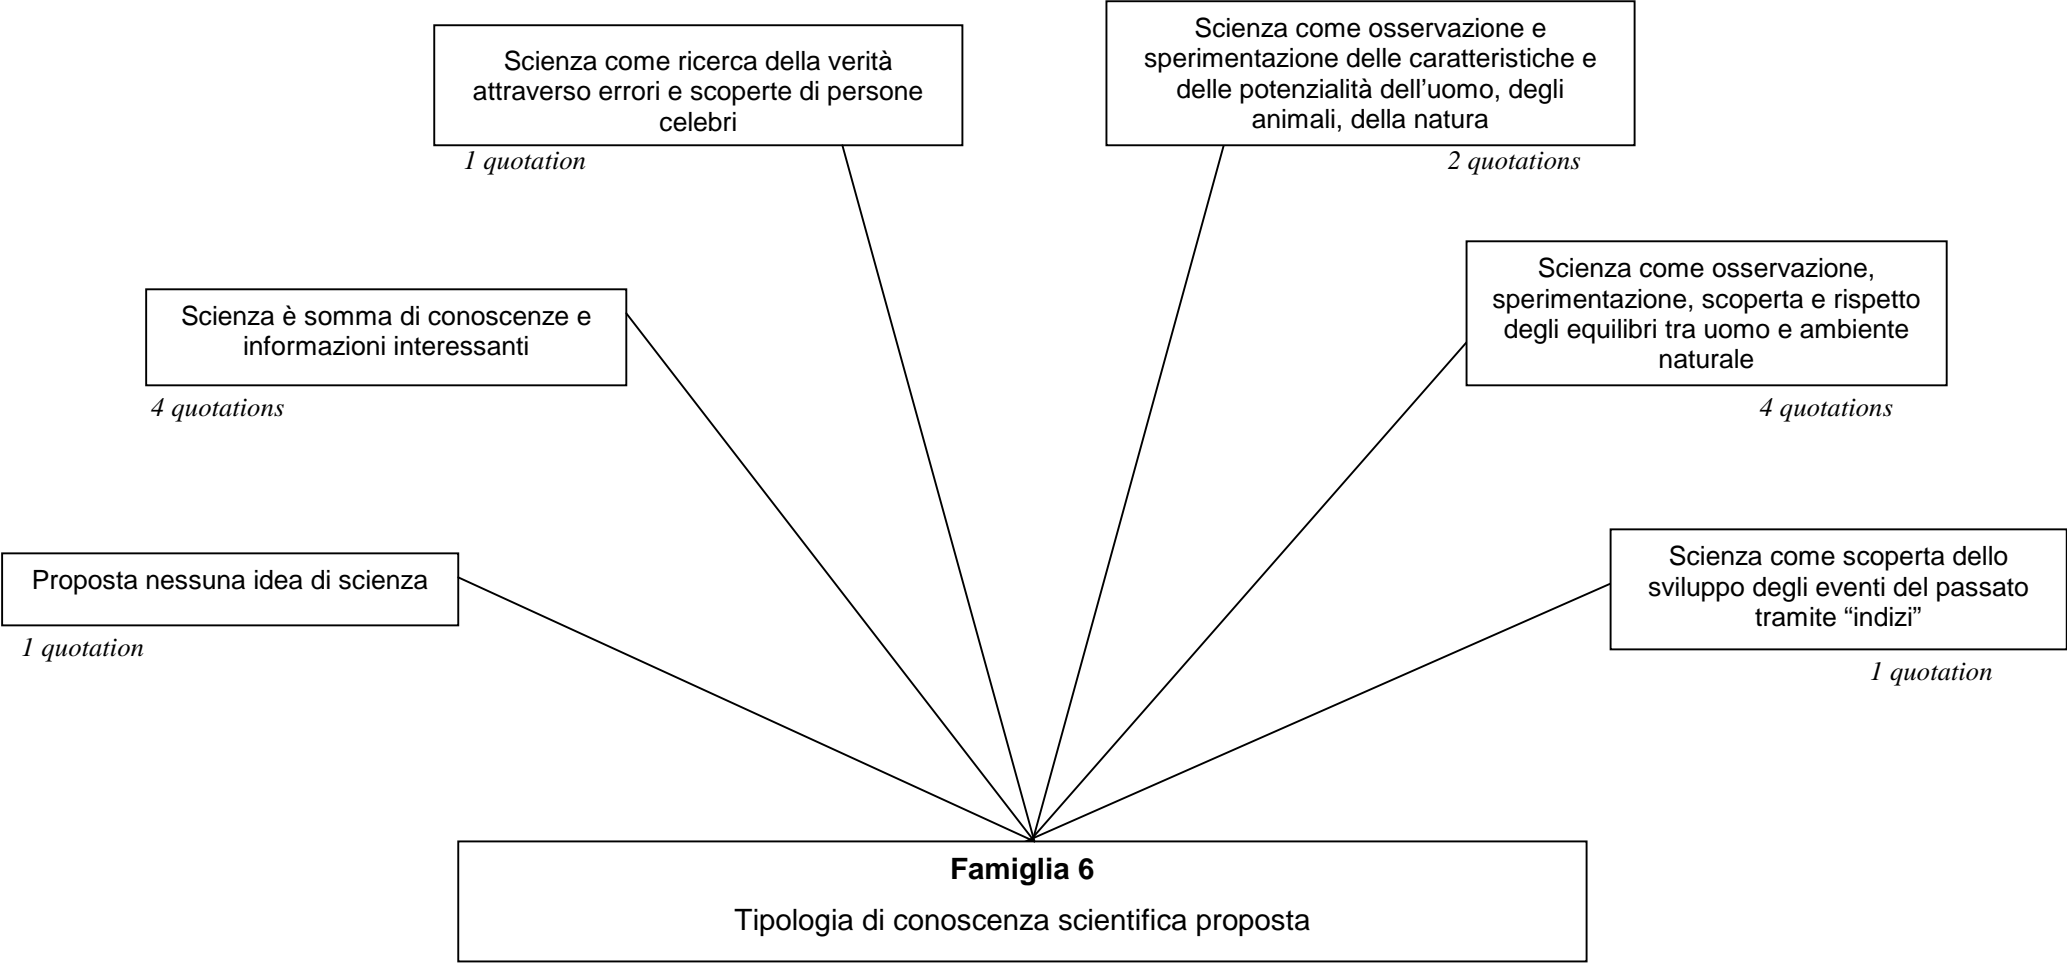 Scienza come ricerca della verità
attraverso errori e scoperte di persone
celebri
1 quotation
Scienza come osservazione e
sperimentazione delle caratteristiche e
delle potenzialità dell’uomo, degli
animali, della natura
2 quotations
Scienza è somma di conoscenze e
informazioni interessanti
4 quotations
Scienza come osservazione,
sperimentazione, scoperta e rispetto
degli equilibri tra uomo e ambiente
naturale
4 quotations
Proposta nessuna idea di scienza
1 quotation
Scienza come scoperta dello
sviluppo degli eventi del passato
tramite “indizi”
1 quotation
Famiglia 6
Tipologia di conoscenza scientifica proposta